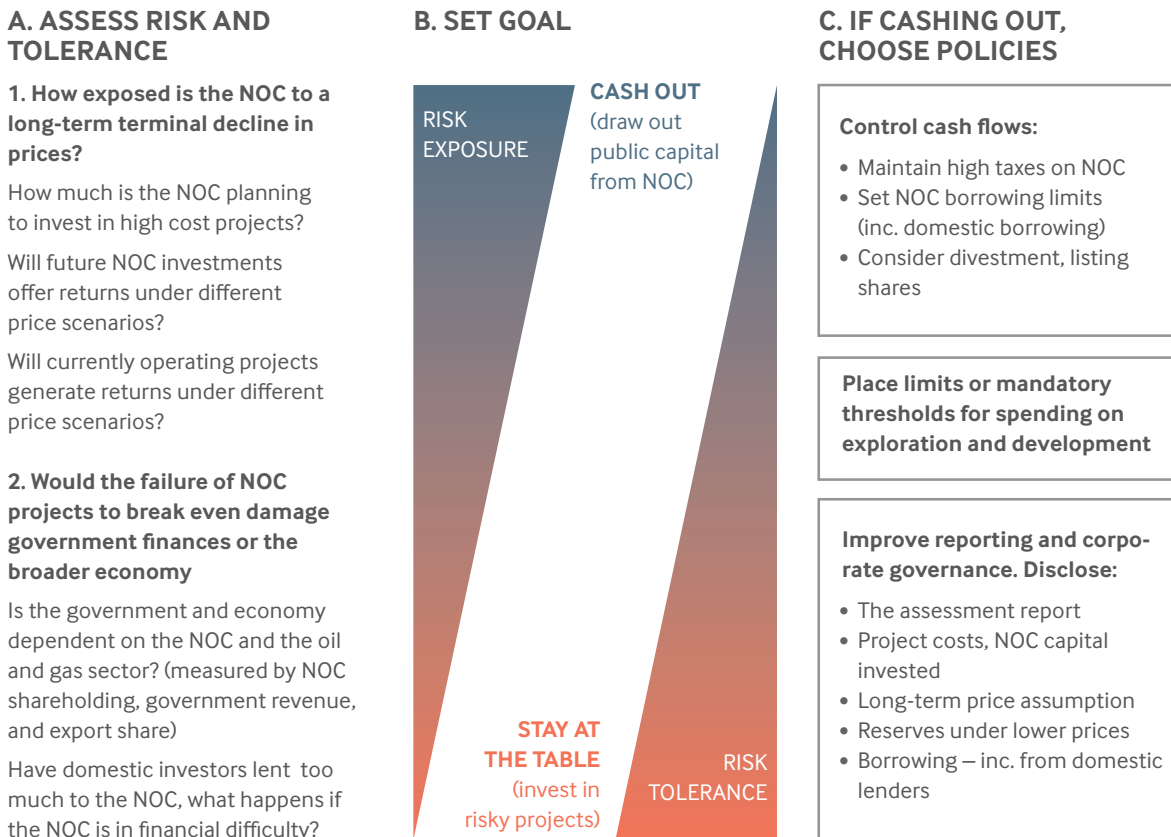 A. ASSESS RISK AND
TOLERANCE
1. How exposed is the NOC to a
long-term terminal decline in
prices?
How much is the NOC planning
to invest in high cost projects?
Will future NOC investments
offer returns under different
price scenarios?
Will currently operating projects
generate returns under different
price scenarios?
2. Would the failure of NOC
projects to break even damage
government finances or the
broader economy
Is the government and economy
dependent on the NOC and the oil
and gas sector? (measured by NOC
shareholding, government revenue,
and export share)
Have domestic investors lent too
much to the NOC, what happens if
the NOC is in financial difficulty?
B. SET GOAL
RISK
EXPOSURE
CASH OUT
(draw out
public capital
from NOC)
STAY AT
THE TABLE
(invest in
risky projects)
RISK
TOLERANCE
C. IF CASHING OUT,
CHOOSE POLICIES
Control cash flows:
• Maintain high taxes on NOC
• Set NOC borrowing limits
(inc. domestic borrowing)
• Consider divestment, listing
shares
Place limits or mandatory
thresholds for spending on
exploration and development
Improve reporting and corpo-
rate governance. Disclose:
• The assessment report
• Project costs, NOC capital
invested
• Long-term price assumption
• Reserves under lower prices
• Borrowing – inc. from domestic
lenders